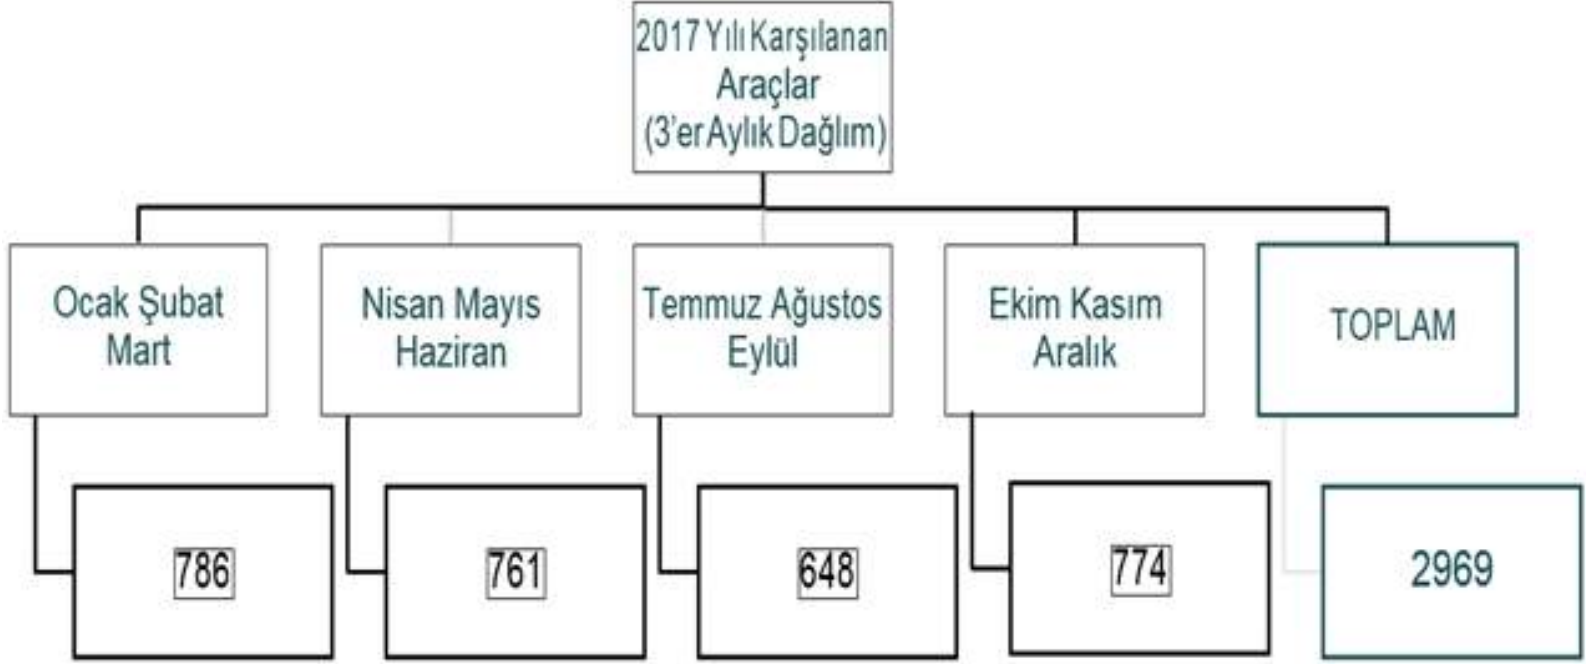 2017 Yılı Karşılanan
Araçlar
(3'er Aylık Dağlım)
Ocak Şubat
Mart
Nisan Mayıs
Haziran
Temmuz Ağustos
Eylül
Ekim Kasım
Aralık
TOPLAM
786
761
648
774
2969